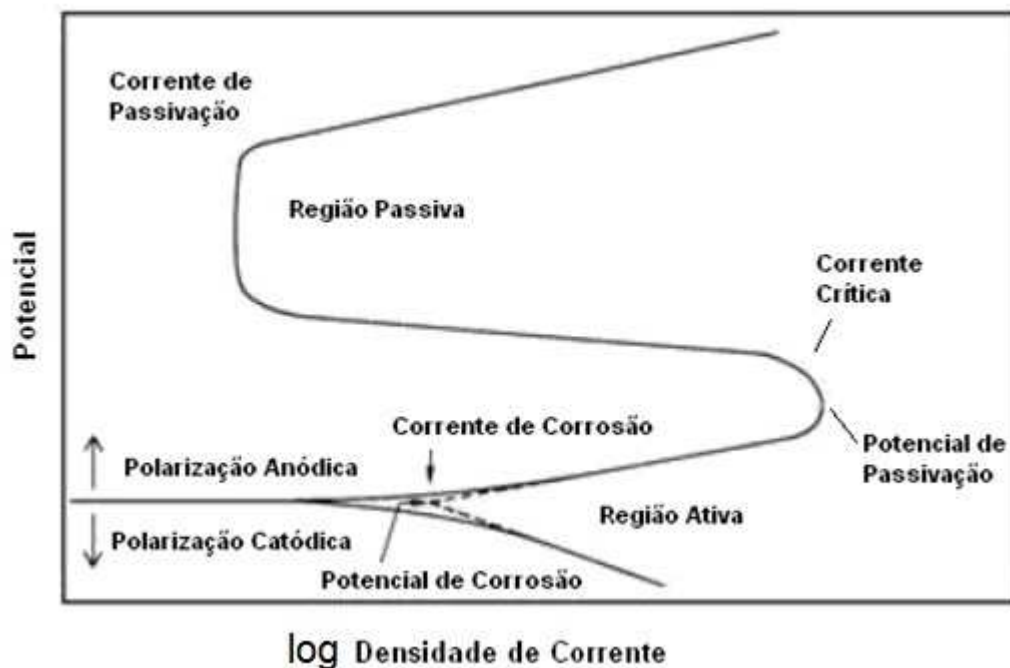 Corrente de
Passivação
Região Passiva
Corrente
Crítica
Potencial
Corrente de Corrosão
Potencial de
Passivação
Polarização Anódica
Região Ativa
Polarização Catódica
Potencial de Corrosão
log Densidade de Corrente